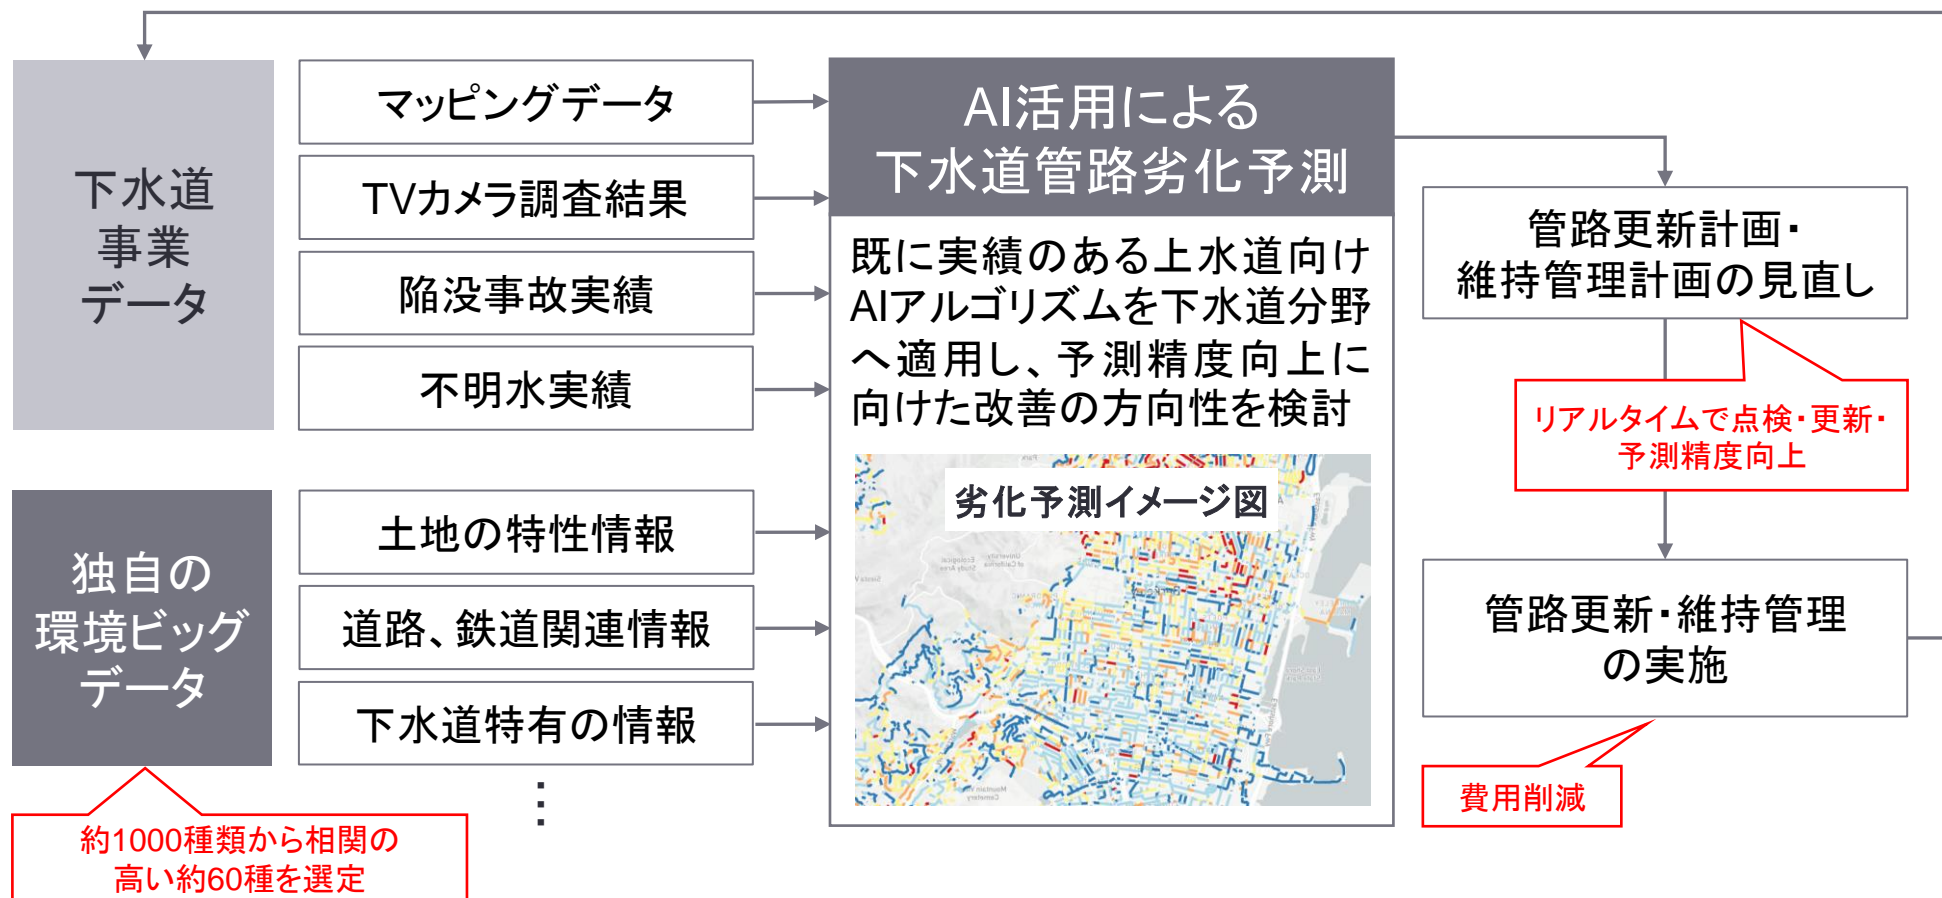 下水道
事業
データ
マッピングデータ
TVカメラ調査結果
陥没事故実績
不明水実績
独自の
環境ビッグ
データ
土地の特性情報
道路、鉄道関連情報
下水道特有の情報
⋮
約1000種類から相関の
高い約60種を選定
AI活用による
下水道管路劣化予測
既に実績のある上水道向け
AIアルゴリズムを下水道分野
へ適用し、予測精度向上に
向けた改善の方向性を検討
劣化予測イメージ図
管路更新計画・
維持管理計画の見直し
リアルタイムで点検・更新・
予測精度向上
管路更新・維持管理
の実施
費用削減